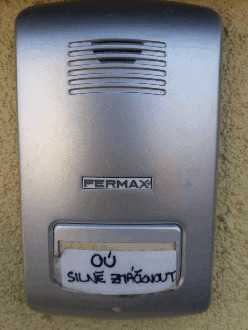 FERMAX
OÚ
SILNĚ ZMÁČKNOUT